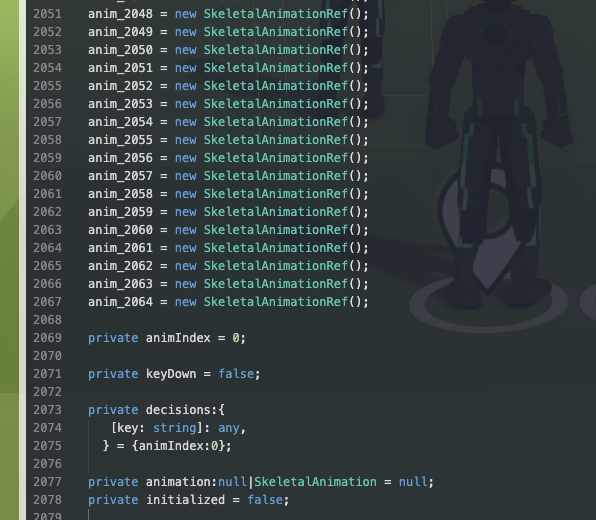 2051 anim_2048 = new SkeletalAnimationRef();
2052 anim_2049 = new SkeletalAnimationRef();
2053 anim_2050 = new SkeletalAnimationRef();
2054 anim_2051 = new SkeletalAnimationRef();
2055 anim_2052 = new SkeletalAnimationRef();
2056 anim_2053 = new SkeletalAnimationRef();
2057 anim_2054 = new SkeletalAnimationRef();
2058 anim_2055 = new SkeletalAnimationRef();
2059 anim_2056 = new SkeletalAnimationRef();
2060 anim_2057 = new SkeletalAnimationRef();
2061 anim_2058 = new SkeletalAnimationRef();
2062 anim_2059 = new SkeletalAnimationRef();
2063 anim_2060 = new SkeletalAnimationRef();
2064 anim_2061 = new SkeletalAnimationRef();
2065 anim_2062 = new SkeletalAnimationRef();
2066 anim_2063 = new SkeletalAnimationRef();
2067 anim_2064 = new SkeletalAnimationRef();
2068
2069 private animIndex = 0;
2070
2071 private keyDown = false;
2072
2073 private decisions:{
2074 [key: string]: any,
2075 } = {animIndex:0};
2076
2077 private animation:null|SkeletalAnimation = null;
2078 private initialized = false;
2079